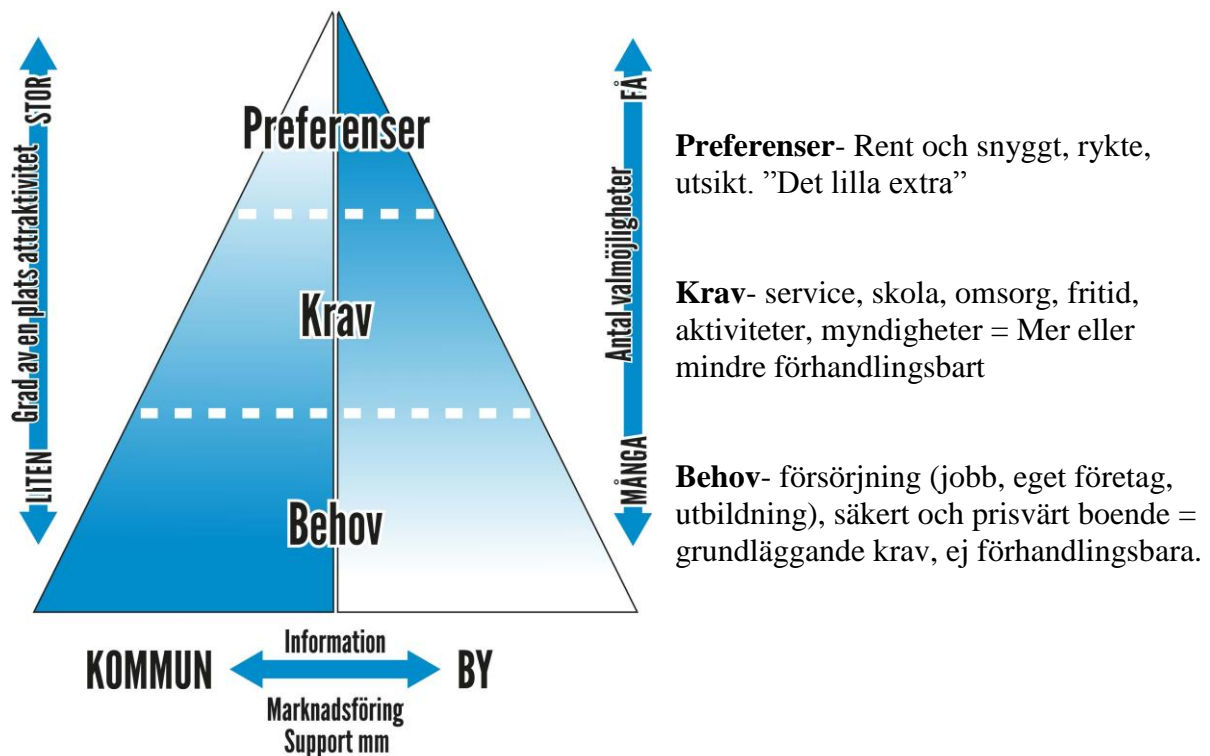 STOR
Grad av en plats attraktivitet
LITEN
Preferenser
Krav
Behov
FÅ
Antal valmöjligheter
MÅNGA
KOMMUN
Information
BY
Marknadsföring
Support mm
Preferenser- Rent och snyggt, rykte,
utsikt. ”Det lilla extra”
Krav- service, skola, omsorg, fritid,
aktiviteter, myndigheter = Mer eller
mindre förhandlingsbart
Behov- försörjning (jobb, eget företag,
utbildning), säkert och prisvärt boende =
grundläggande krav, ej förhandlingsbara.